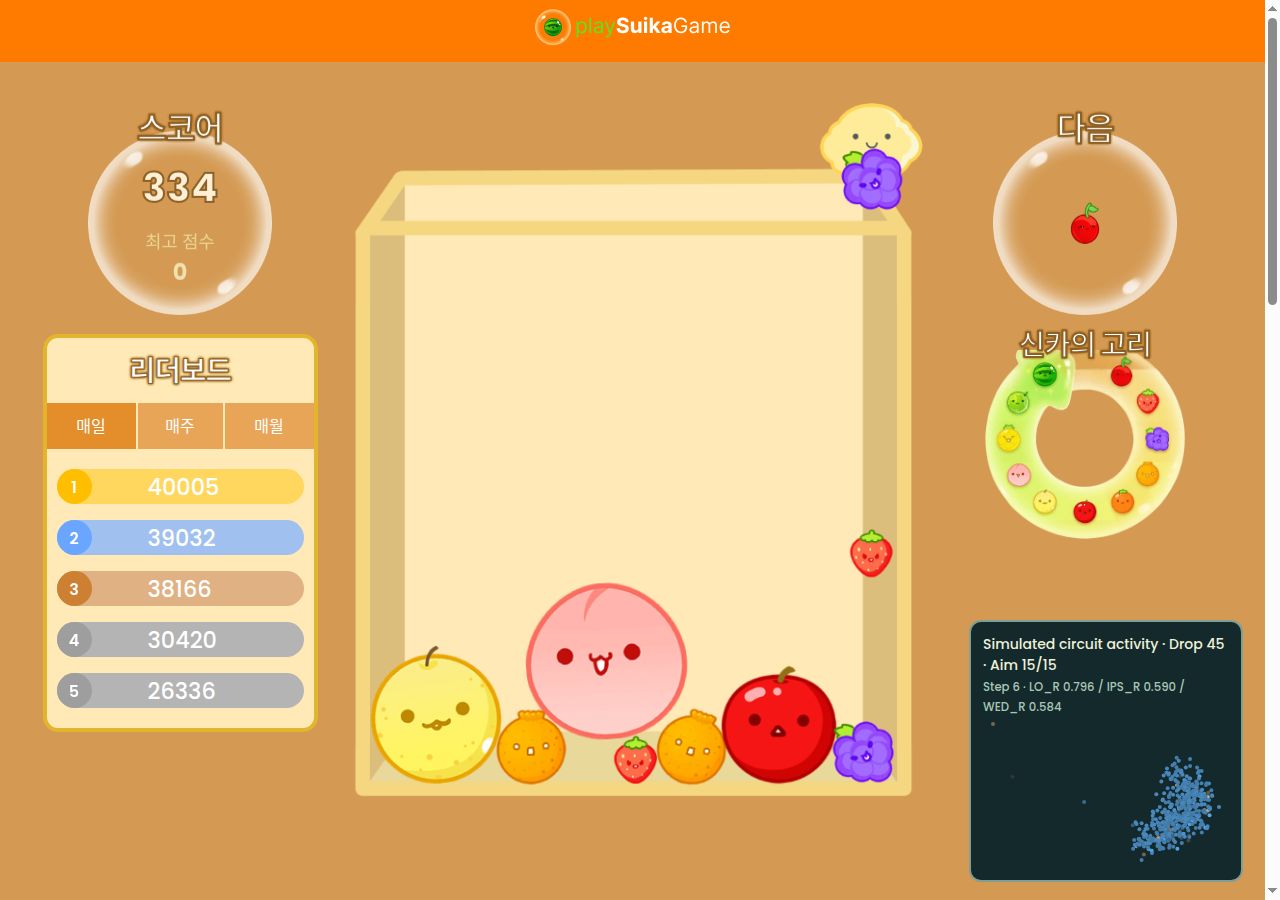 playSuikaGame
스코어
334
최고 점수
0
리더보드
매일 매주 매월
1 40005
2 39032
3 38166
4 30420
5 26336
다음
신카의 고리
Simulated circuit activity · Drop 45
· Aim 15/15
Step 6 · LO_R 0.796 / IPS_R 0.590 /
WED_R 0.584